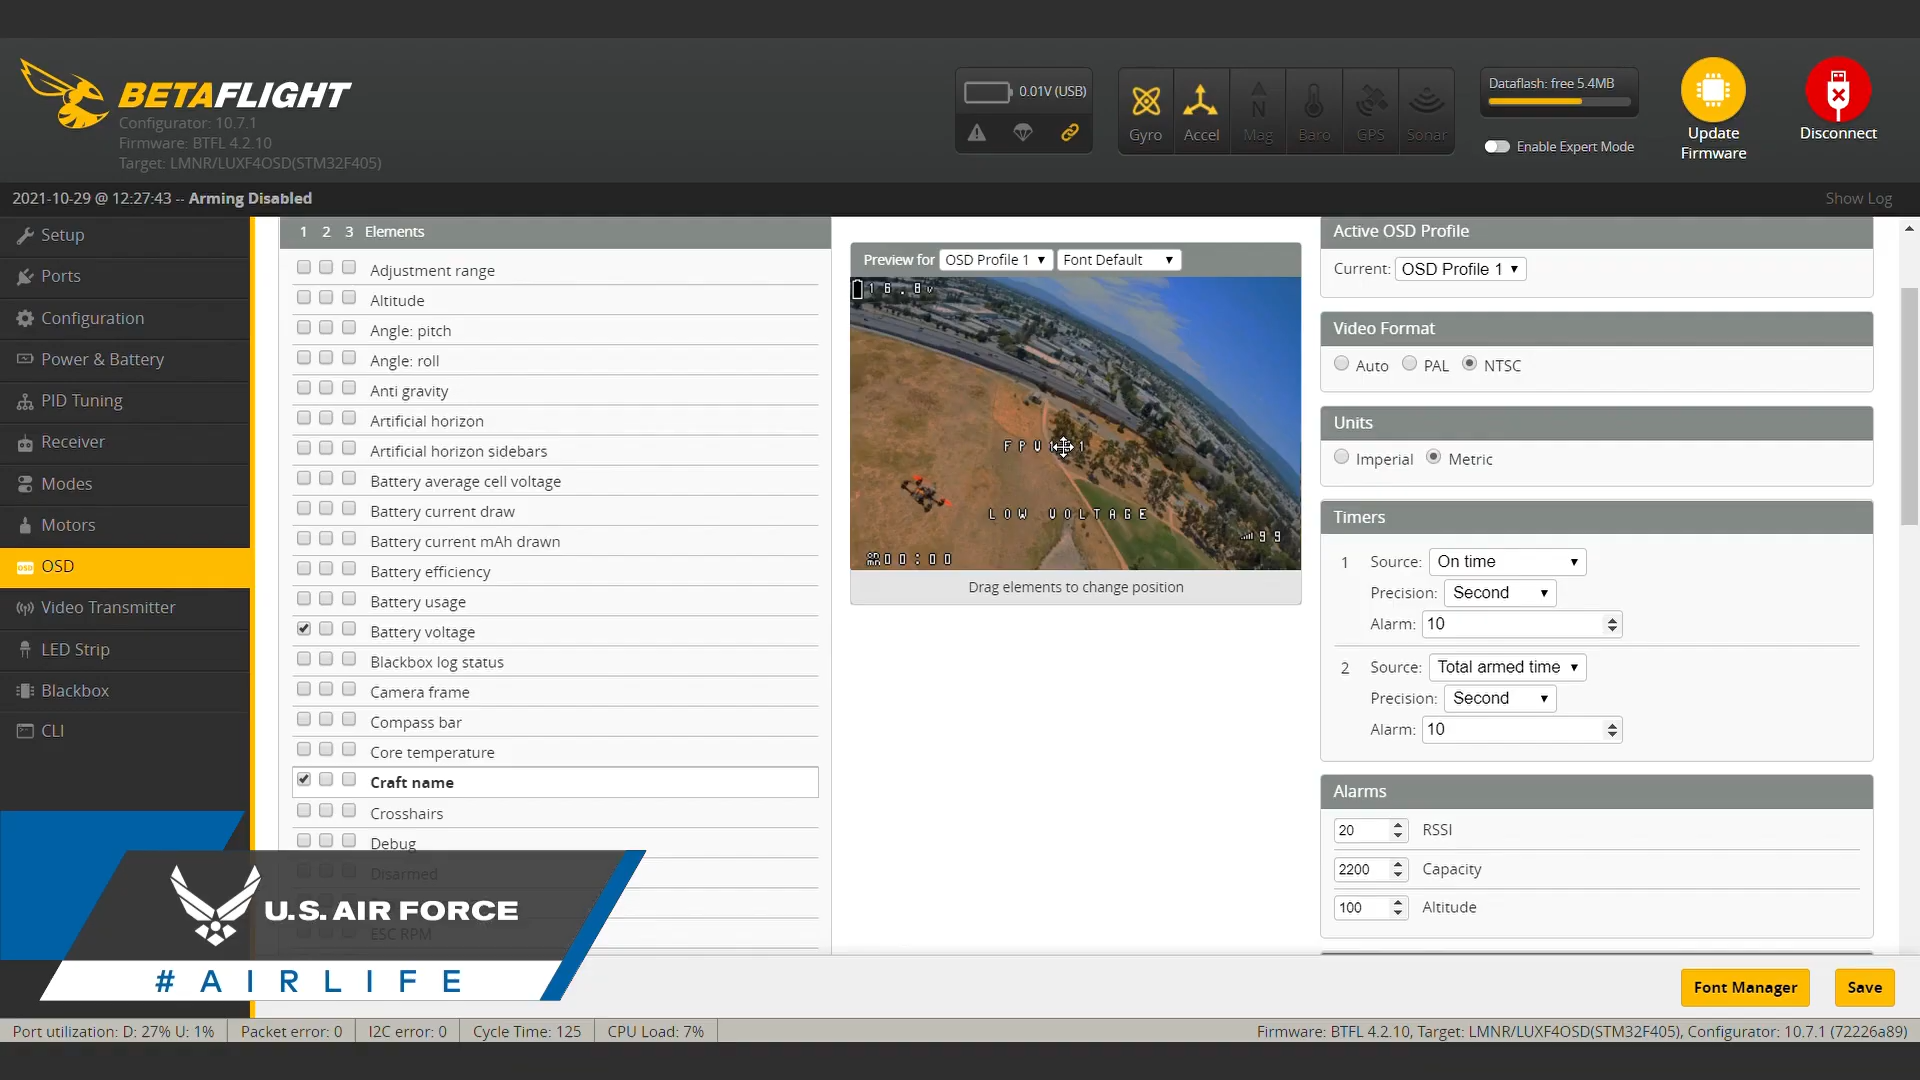 BETAFLIGHT
Configurator: 10.7.1
Firmware: BTFL 4.2.10
Target: LMNR/LUXF4OSD(STM32F405)
0.01V (USB)
Gyro
Accel
Mag
Baro
GPS
Sonar
Dataflash: free 5.4MB
Enable Expert Mode
Update
Firmware
Disconnect
2021-10-29 @ 12:27:43 -- Arming Disabled
Show Log
Setup
Ports
Configuration
Power & Battery
PID Tuning
Receiver
Modes
Motors
OSD
Video Transmitter
LED Strip
Blackbox
CLI
1 2 3 Elements
Adjustment range
Altitude
Angle: pitch
Angle: roll
Anti gravity
Artificial horizon
Artificial horizon sidebars
Battery average cell voltage
Battery current draw
Battery current mAh drawn
Battery efficiency
Battery usage
Battery voltage
Blackbox log status
Camera frame
Compass bar
Core temperature
Craft name
Crosshairs
Debug
Disarmed
ESC RPM
Preview for OSD Profile 1 Font Default
16.8v
LOW VOLTAGE
99
00:00
Drag elements to change position
Active OSD Profile
Current: OSD Profile 1
Video Format
Auto PAL NTSC
Units
Imperial Metric
Timers
1 Source: On time
Precision: Second
Alarm: 10
2 Source: Total armed time
Precision: Second
Alarm: 10
Alarms
20 RSSI
2200 Capacity
100 Altitude
U.S. AIR FORCE
#AIRLIFE
Font Manager
Save
Port utilization: D: 27% U: 1%
Packet error: 0
I2C error: 0
Cycle Time: 125
CPU Load: 7%
Firmware: BTFL 4.2.10, Target: LMNR/LUXF4OSD(STM32F405), Configurator: 10.7.1 (72226a89)